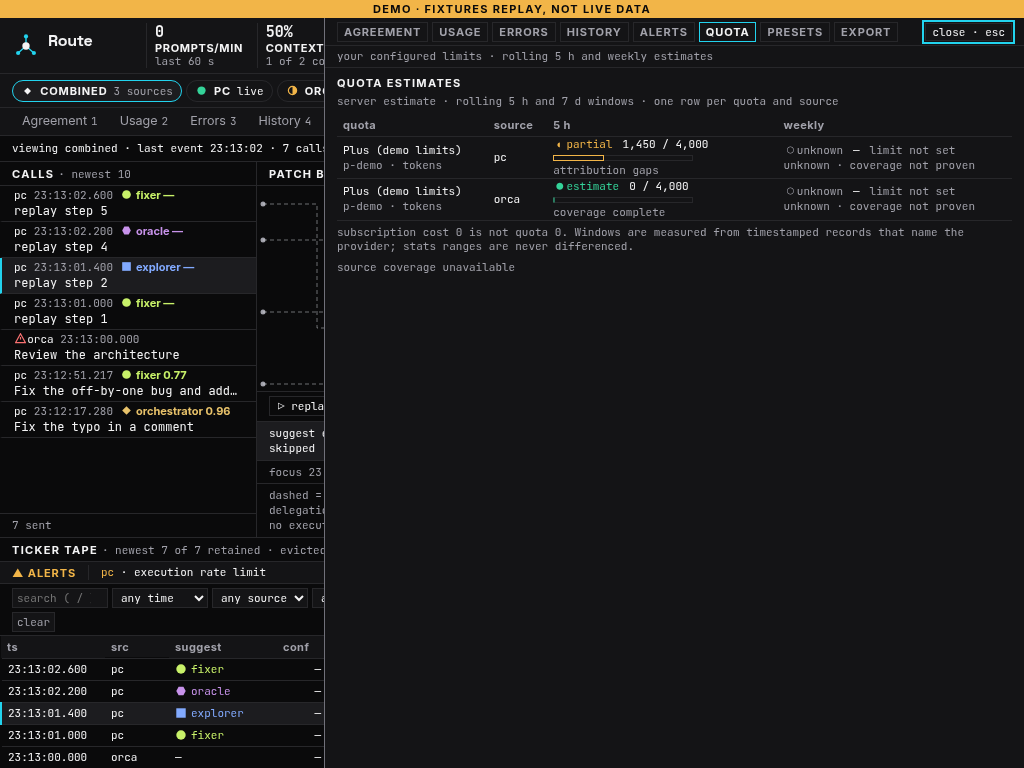 DEMO · FIXTURES REPLAY, NOT LIVE DATA
Route
0
PROMPTS/MIN
last 60 s
50%
CONTEXT
1 of 2 co
COMBINED 3 sources
PC live
Agreement 1
Usage 2
Errors 3
History 4
viewing combined · last event 23:13:02 · 7 calls
CALLS · newest 10
pc 23:13:02.600 fixer —
replay step 5
pc 23:13:02.200 oracle —
replay step 4
pc 23:13:01.400 explorer —
replay step 2
pc 23:13:01.000 fixer —
replay step 1
orca 23:13:00.000
Review the architecture
pc 23:12:51.217 fixer 0.77
Fix the off-by-one bug and add…
pc 23:12:17.280 orchestrator 0.96
Fix the typo in a comment
7 sent
PATCH B
▷ repla
suggest
skipped
focus 23
dashed =
delegati
no execu
TICKER TAPE · newest 7 of 7 retained · evicted
ALERTS
pc · execution rate limit
search ( /
any time
any source
clear
ts src suggest conf
23:13:02.600 pc fixer —
23:13:02.200 pc oracle —
23:13:01.400 pc explorer —
23:13:01.000 pc fixer —
23:13:00.000 orca — —
AGREEMENT
USAGE
ERRORS
HISTORY
ALERTS
QUOTA
PRESETS
EXPORT
close · esc
your configured limits · rolling 5 h and weekly estimates
QUOTA ESTIMATES
server estimate · rolling 5 h and 7 d windows · one row per quota and source
quota source 5 h weekly
Plus (demo limits)
p-demo · tokens
pc
partial 1,450 / 4,000
attribution gaps
unknown — limit not set
unknown · coverage not proven
Plus (demo limits)
p-demo · tokens
orca
estimate 0 / 4,000
coverage complete
unknown — limit not set
unknown · coverage not proven
subscription cost 0 is not quota 0. Windows are measured from timestamped records that name the
provider; stats ranges are never differenced.
source coverage unavailable